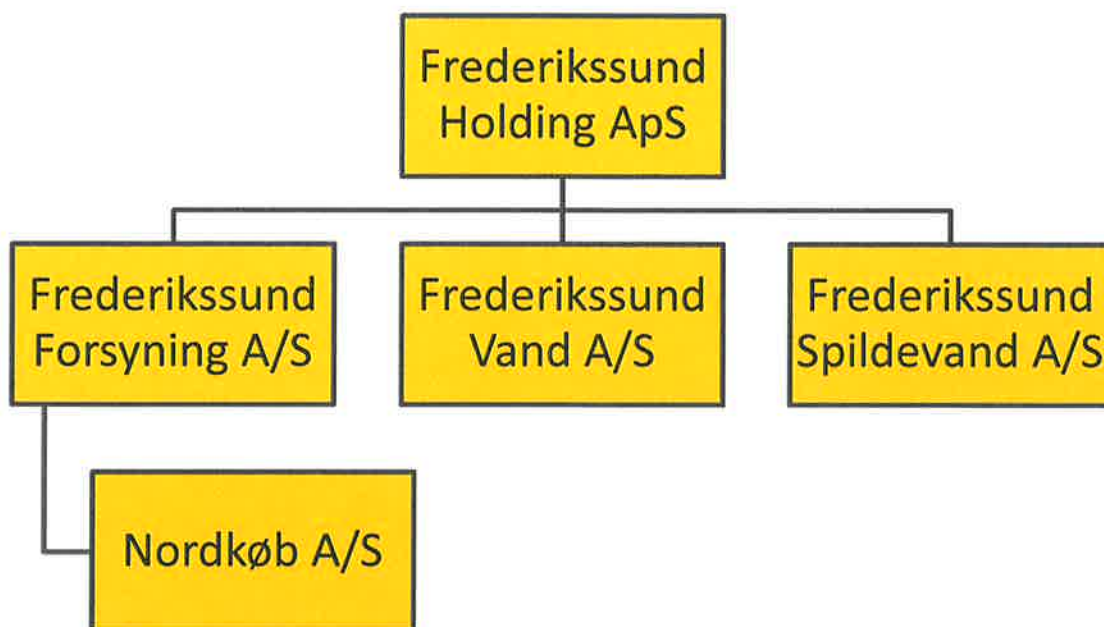 Frederikssund
Holding ApS
Frederikssund
Forsyning A/S
Frederikssund
Vand A/S
Frederikssund
Spildevand A/S
Nordkøb A/S